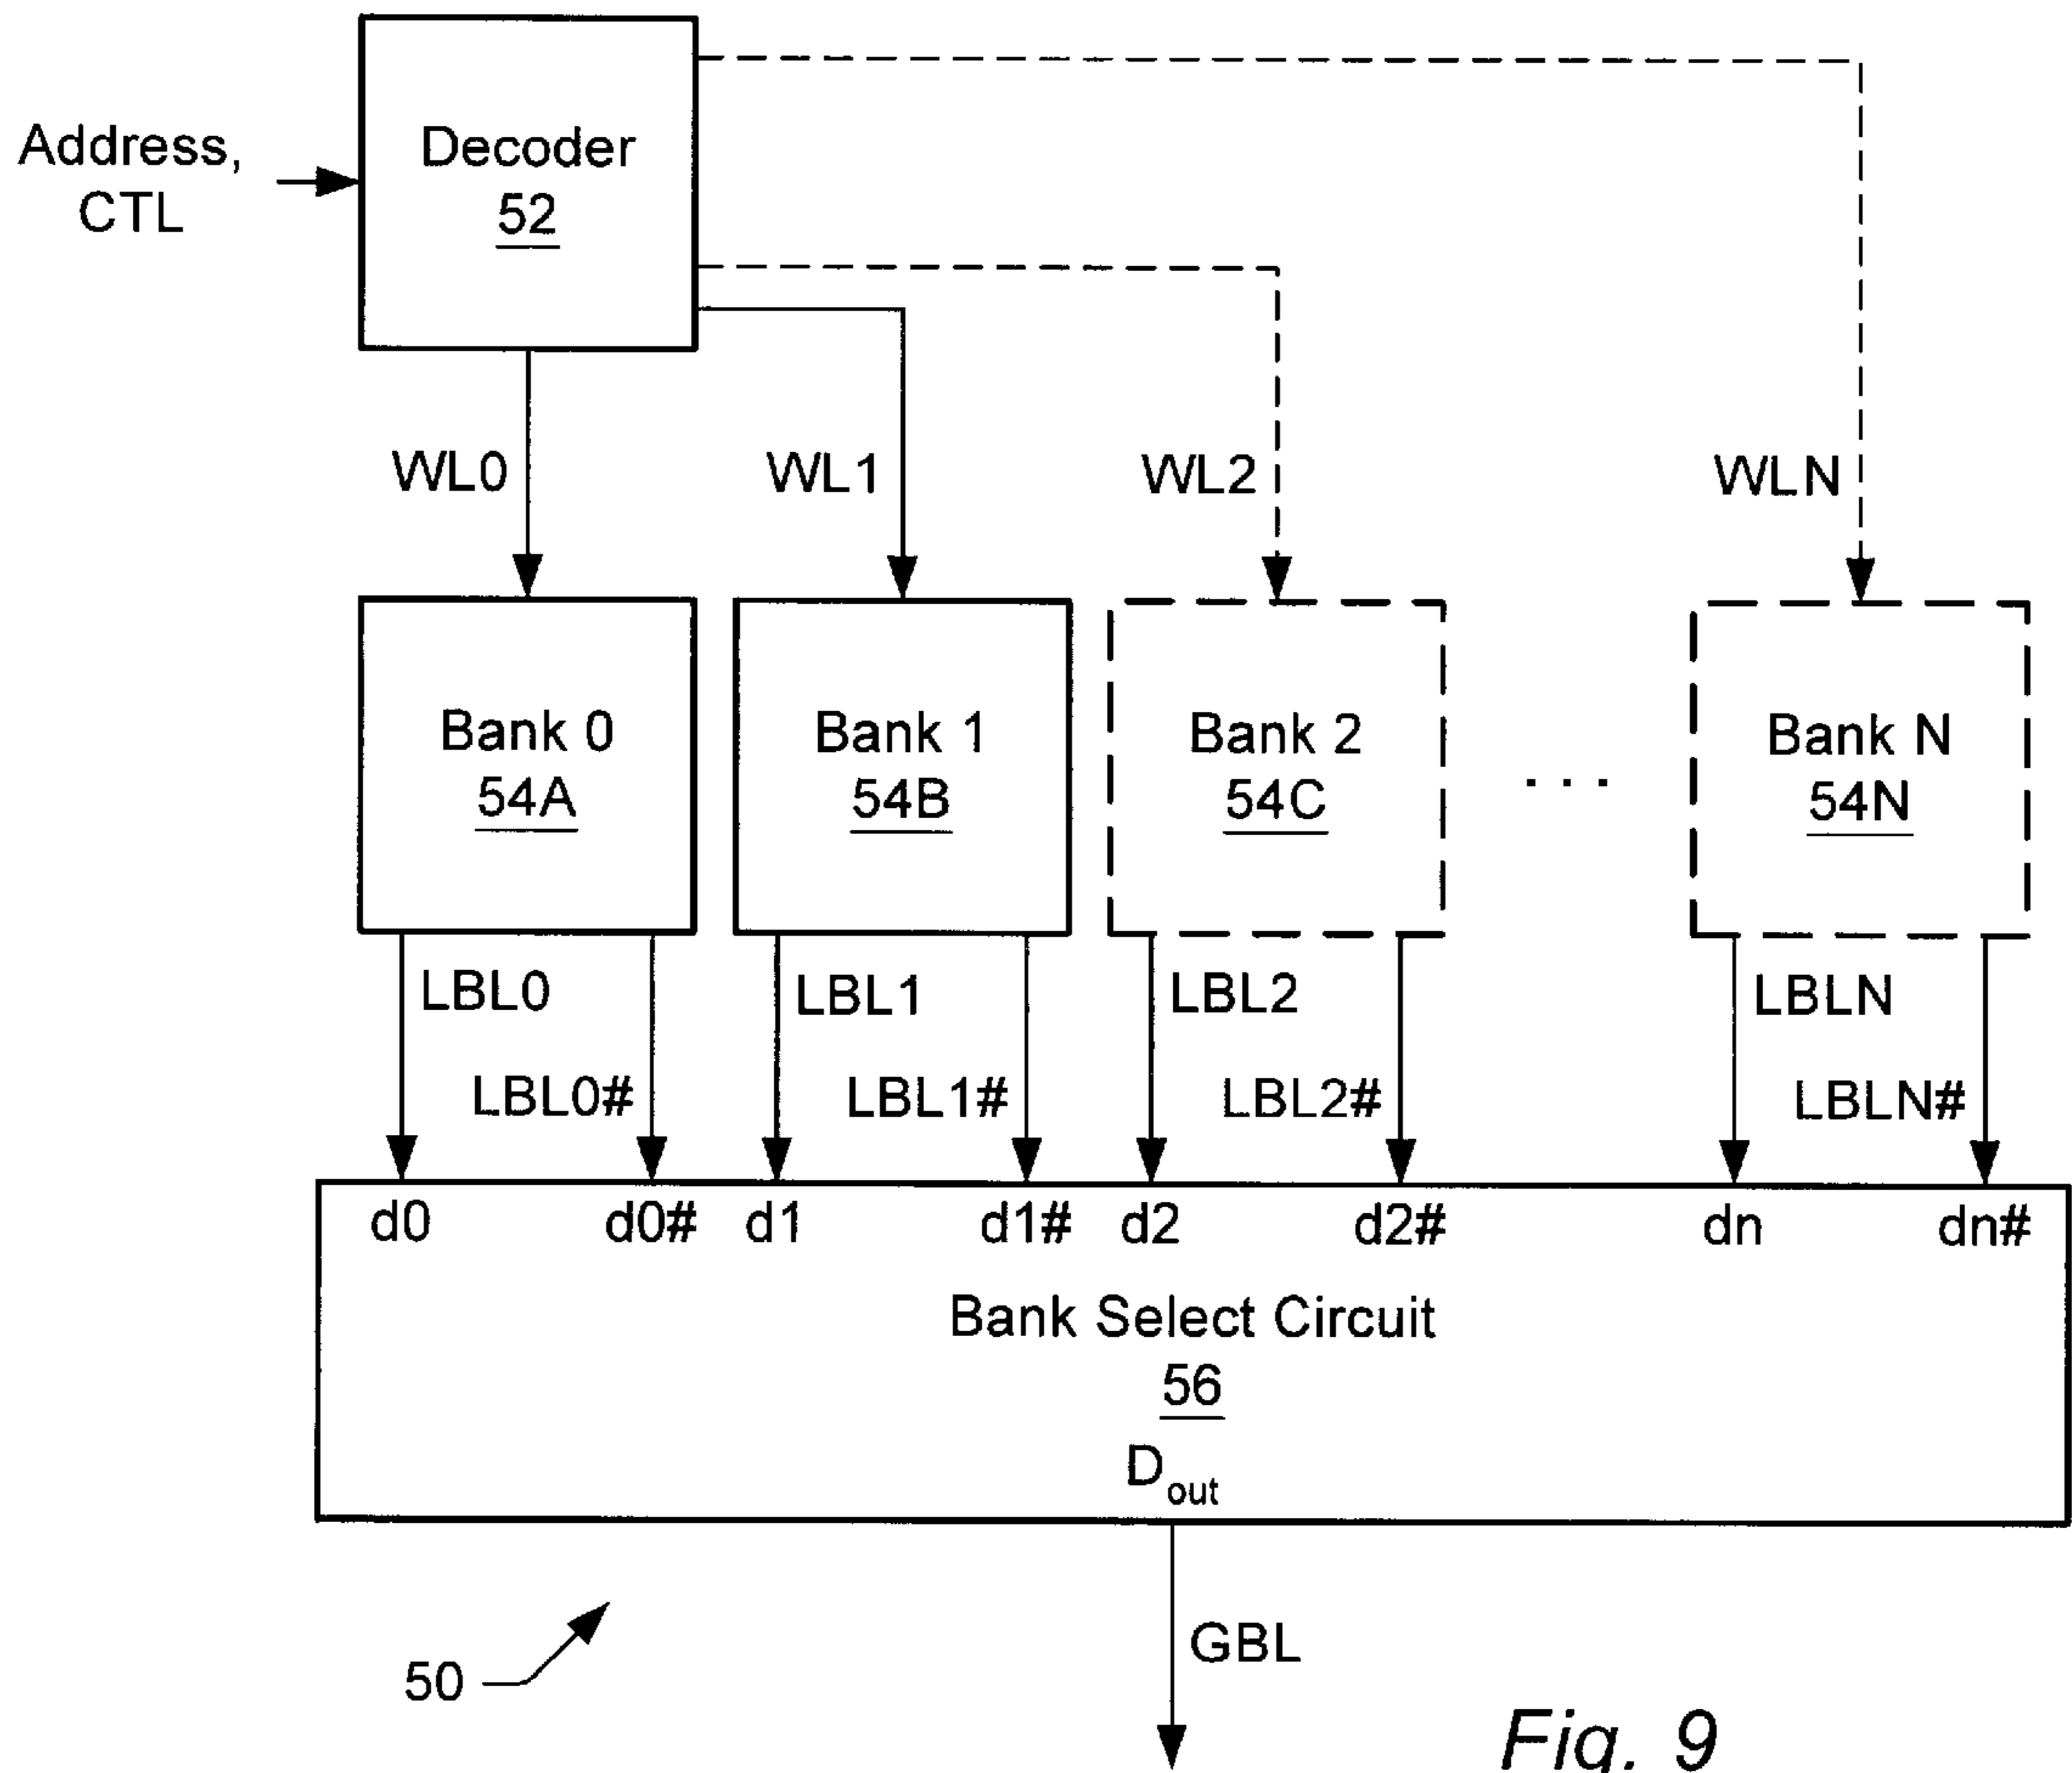 Address,
CTL
Decoder
52
WL0
WL1
WL2
WLN
Bank 0
54A
Bank 1
54B
Bank 2
54C
. . .
Bank N
54N
LBL0
LBL0#
LBL1
LBL1#
LBL2
LBL2#
LBLN
LBLN#
d0
d0#
d1
d1#
d2
d2#
dn
dn#
Bank Select Circuit
56
Dout
GBL
50
Fig. 9